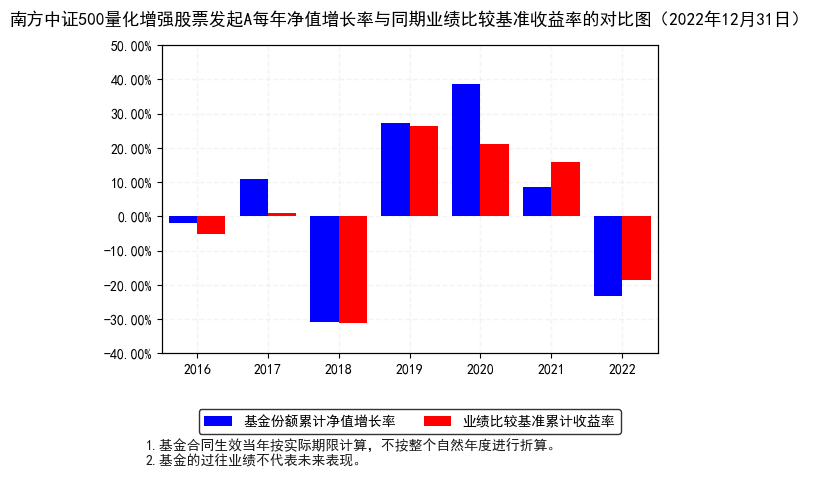 南方中证500量化增强股票发起A每年净值增长率与同期业绩比较基准收益率的对比图（2022年12月31日）
50.00%
40.00%
30.00%
20.00%
10.00%
0.00%
-10.00%
-20.00%
-30.00%
-40.00%
2016 2017 2018 2019 2020 2021 2022
基金份额累计净值增长率 业绩比较基准累计收益率
1.基金合同生效当年按实际期限计算，不按整个自然年度进行折算。
2.基金的过往业绩不代表未来表现。